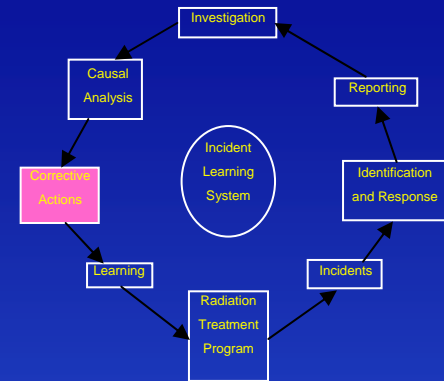 Investigation
Causal
Analysis
Reporting
Incident
Learning
System
Corrective
Actions
Identification
and Response
Learning
Incidents
Radiation
Treatment
Program